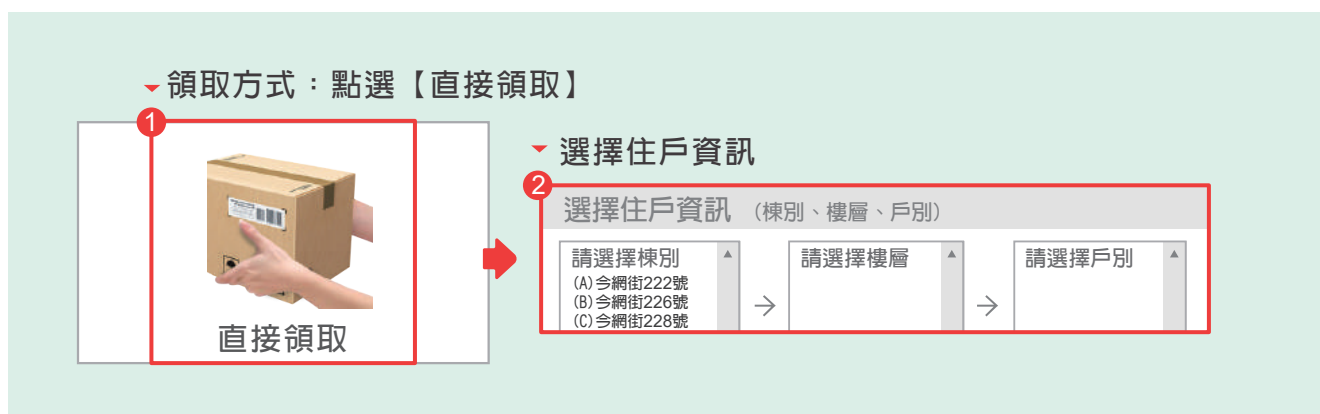 領取方式：點選【直接領取】
1
直接領取
選擇住戶資訊
2
選擇住戶資訊 （棟別、樓層、戶別）
請選擇棟別
(A)今網街222號
(B)今網街226號
(C)今網街228號
請選擇樓層
請選擇戶別